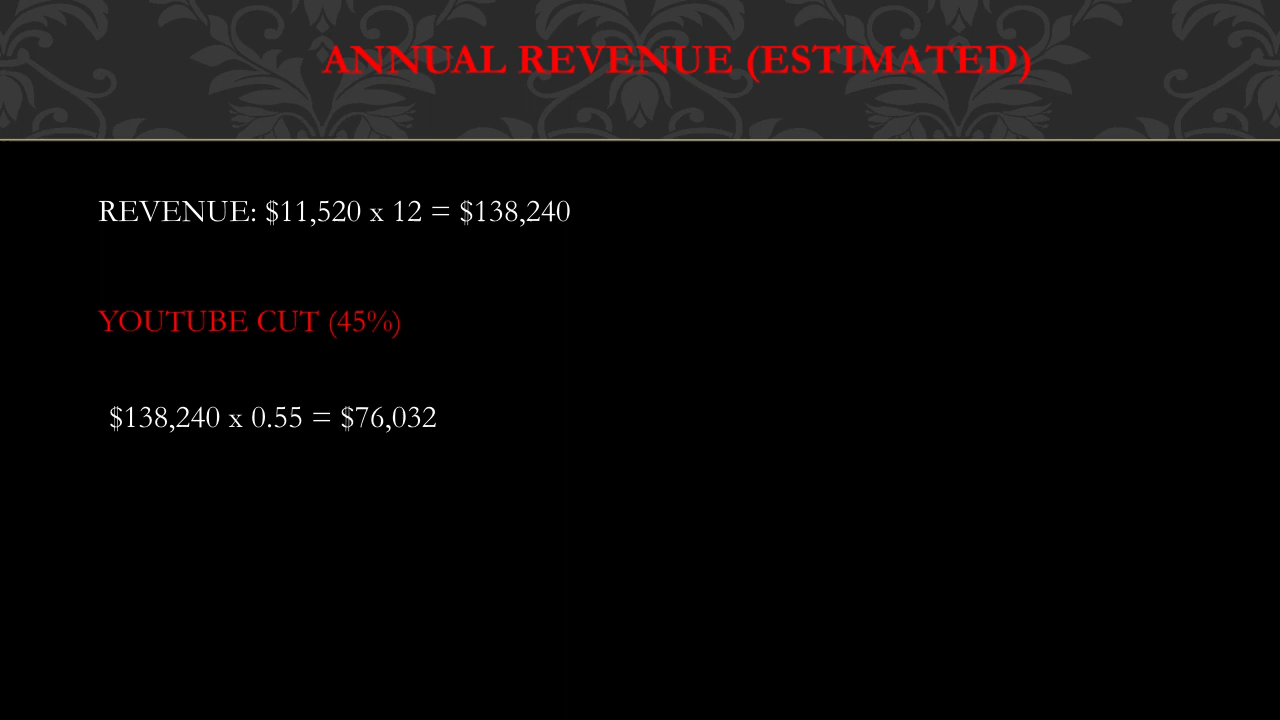 ANNUAL REVENUE (ESTIMATED)
REVENUE: $11,520 x 12 = $138,240
YOUTUBE CUT (45%)
$138,240 x 0.55 = $76,032